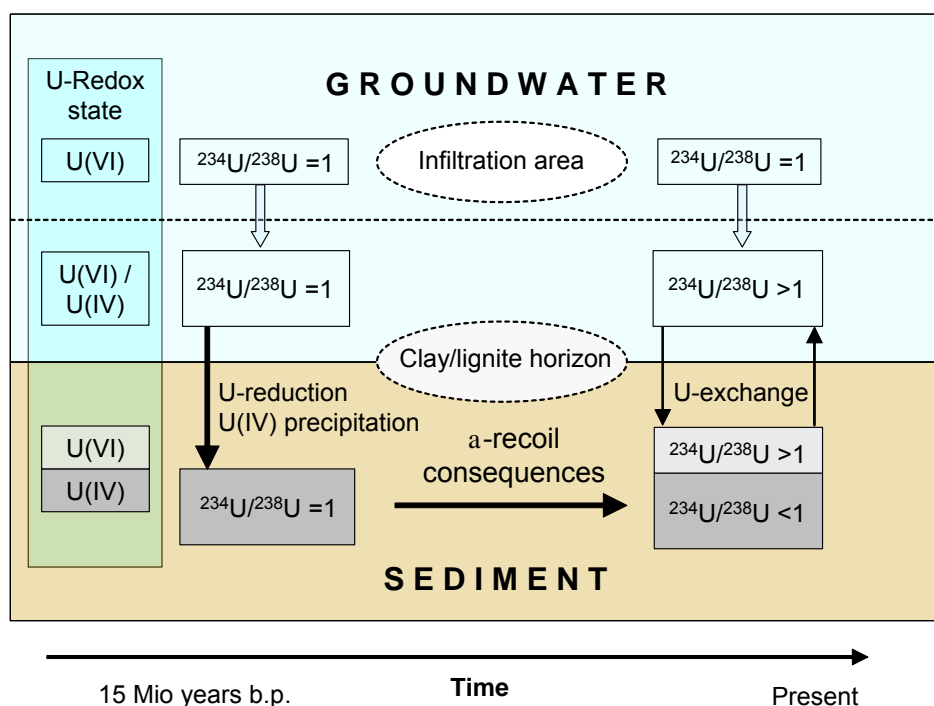 GROUNDWATER
U-Redox
state
U(VI)
²³⁴U/²³⁸U =1
Infiltration area
²³⁴U/²³⁸U =1
U(VI) /
U(IV)
²³⁴U/²³⁸U =1
²³⁴U/²³⁸U >1
Clay/lignite horizon
U-reduction
U(IV) precipitation
U-exchange
U(VI)
U(IV)
²³⁴U/²³⁸U =1
a-recoil
consequences
²³⁴U/²³⁸U >1
²³⁴U/²³⁸U <1
SEDIMENT
15 Mio years b.p.
Time
Present